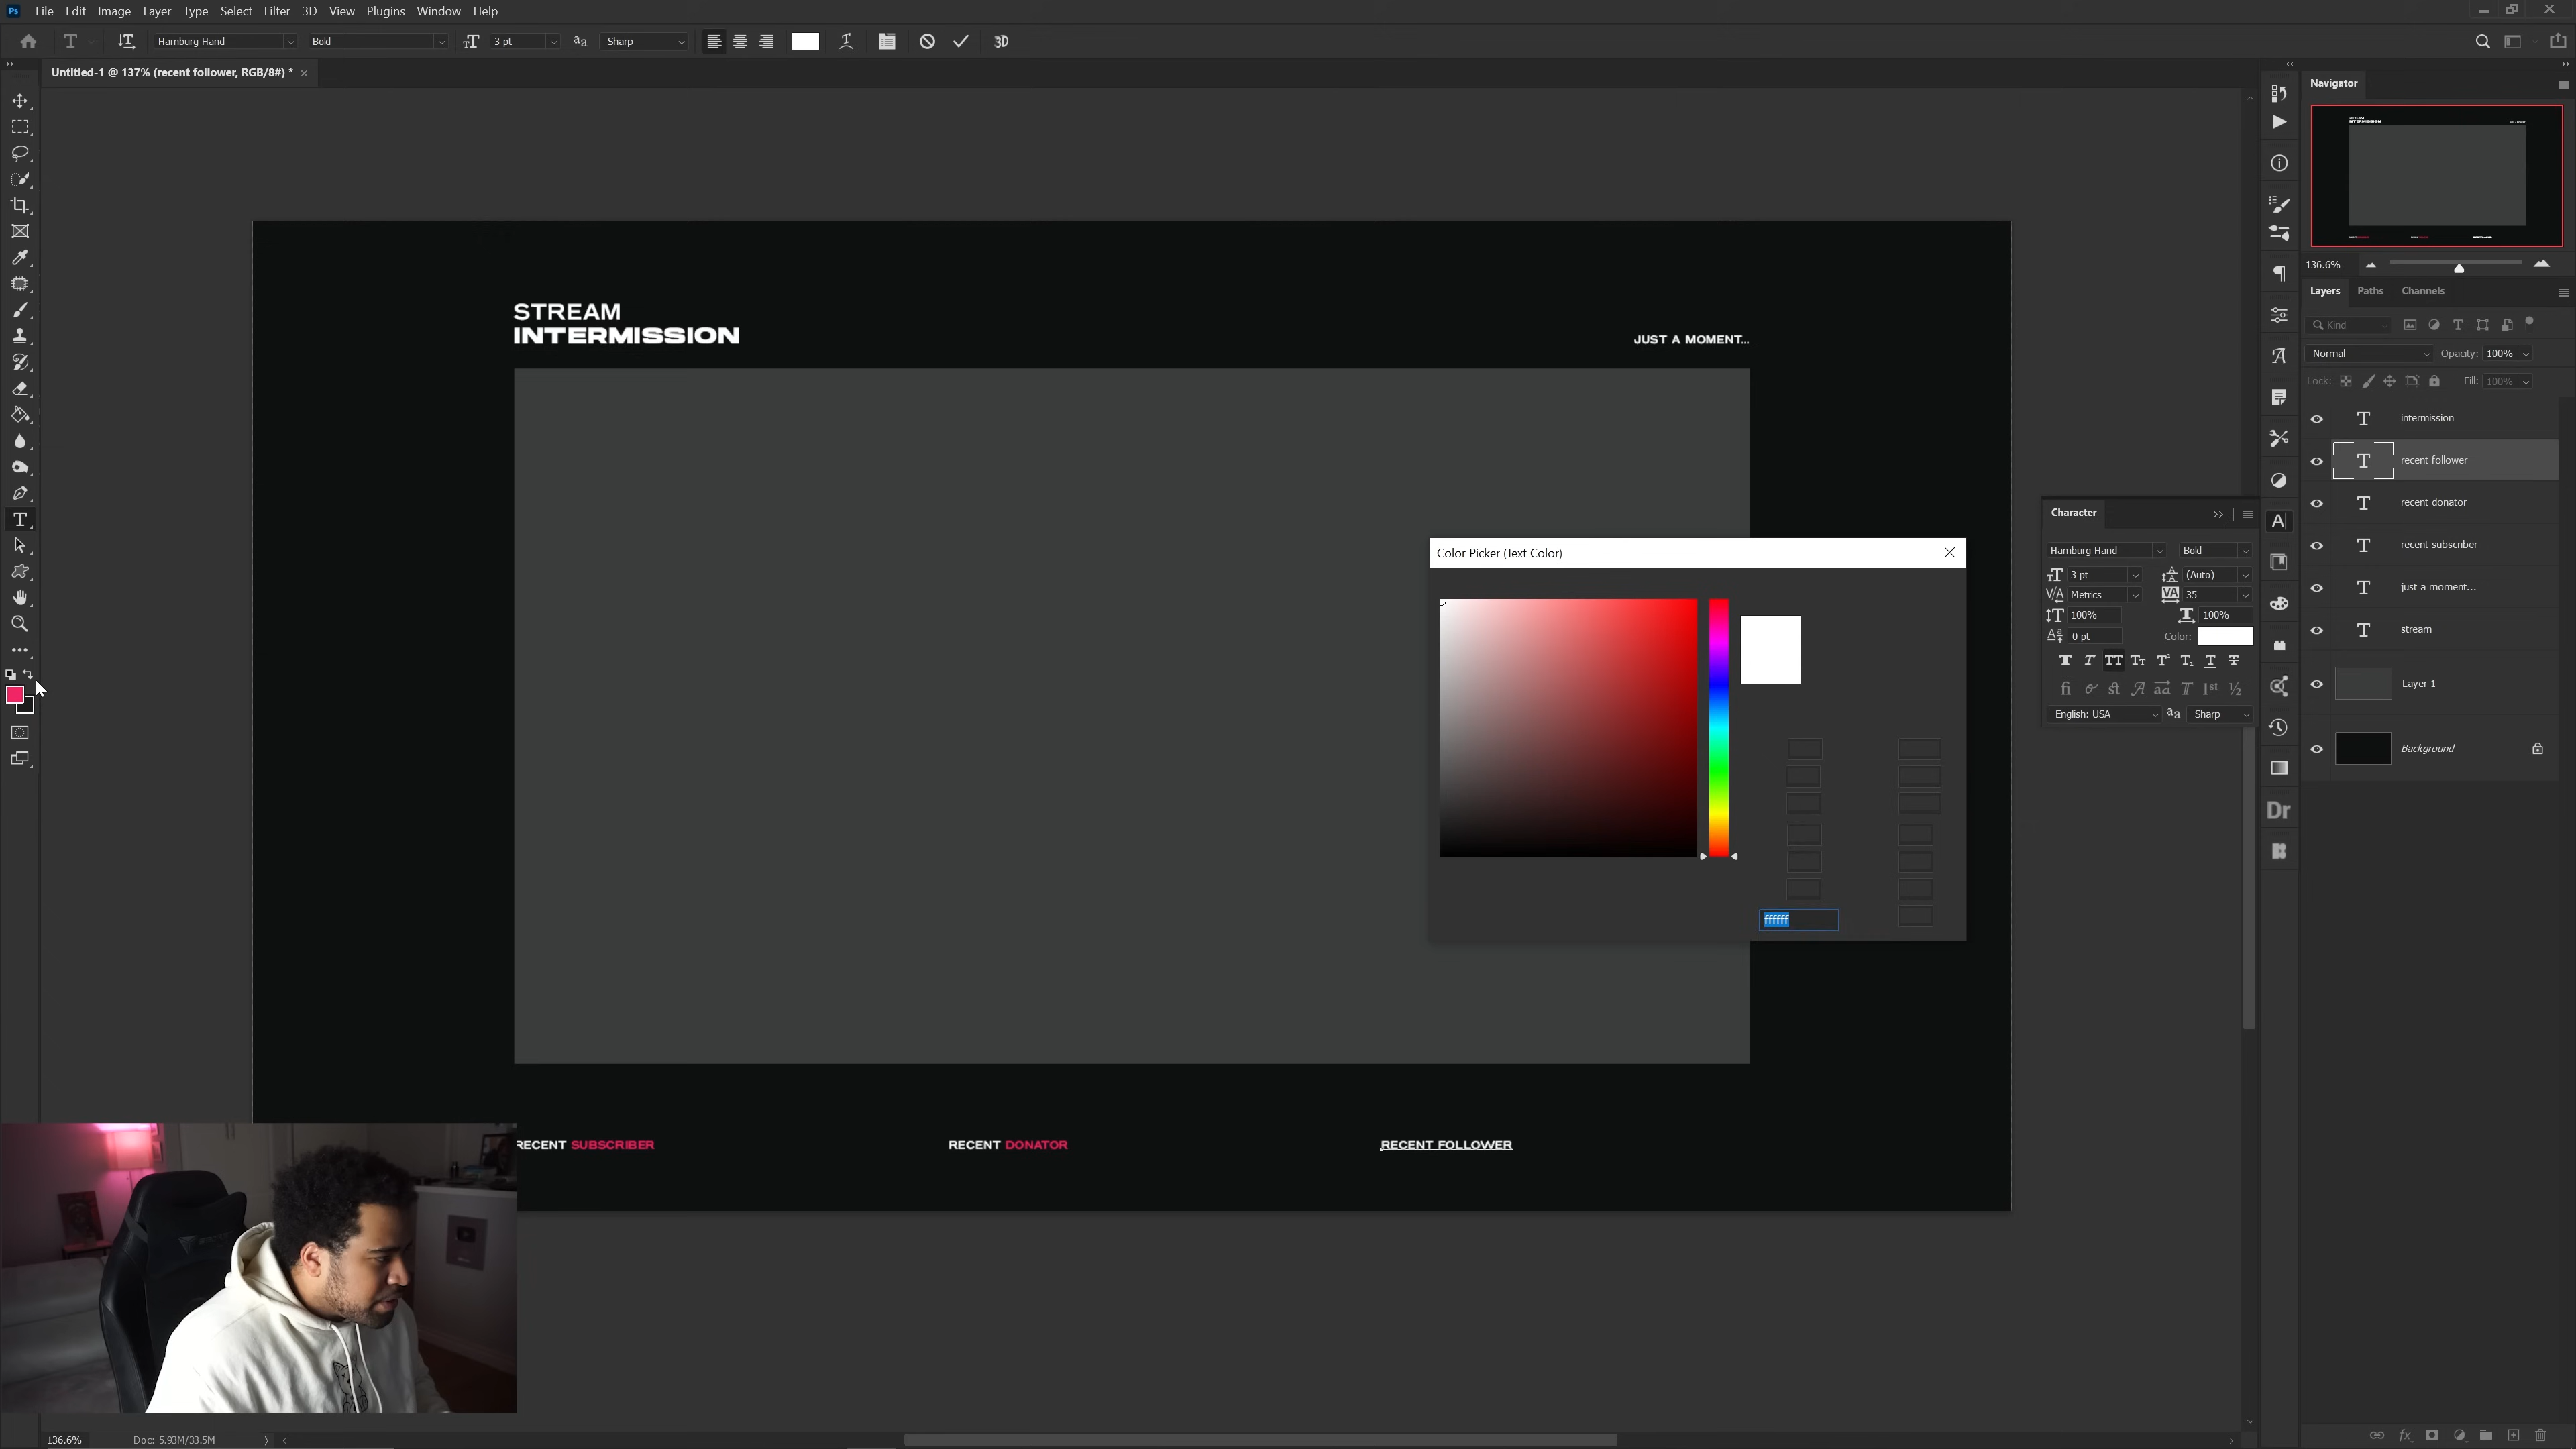 Ps File Edit Image Layer Type Select Filter 3D View Plugins Window Help
Hamburg Hand Bold 3 pt Sharp 3D
Untitled-1 @ 137% (recent follower, RGB/8#) *
Navigator
STREAM
INTERMISSION
JUST A MOMENT...
136.6%
Layers Paths Channels
Kind
Normal Opacity: 100%
Lock: Fill: 100%
intermission
recent follower
recent donator
recent subscriber
just a moment...
stream
Layer 1
Background
Character
Hamburg Hand Bold
3 pt (Auto)
Metrics 35
100% 100%
0 pt Color:
English: USA Sharp
Dr
Color Picker (Text Color)
ffffff
RECENT SUBSCRIBER
RECENT DONATOR
RECENT FOLLOWER
136.6% Doc: 5.93M/33.5M